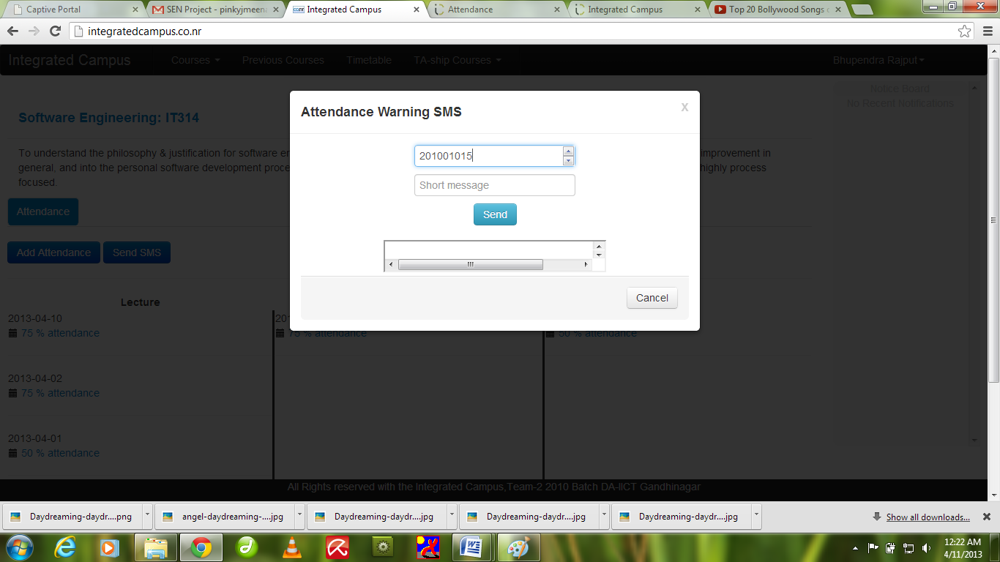 Captive Portal
SEN Project - pinkyjmeena
Integrated Campus
Attendance
Integrated Campus
Top 20 Bollywood Songs
integratedcampus.co.nr
Integrated Campus Courses Previous Courses Timetable TA-ship Courses Bhupendra Rajput
Notice Board
No Recent Notifications
Software Engineering: IT314
To understand the philosophy & justification for software en
improvement in
general, and into the personal software development proce
highly process
focused.
Attendance
Add Attendance Send SMS
Attendance Warning SMS x
201001015
Short message
Send
Cancel
Lecture
2013-04-10
75 % attendance
75 % attendance
50 % attendance
2013-04-02
75 % attendance
2013-04-01
50 % attendance
All Rights reserved with the Integrated Campus,Team-2 2010 Batch DA-IICT Gandhinagar
Daydreaming-daydr....png
angel-daydreaming-....jpg
Daydreaming-daydr....jpg
Daydreaming-daydr....jpg
Daydreaming-daydr....jpg
Show all downloads...
12:22 AM
4/11/2013